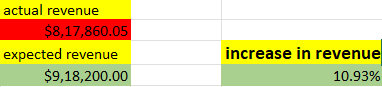 actual revenue
$8,17,860.05
expected revenue increase in revenue
$9,18,200.00 10.93%